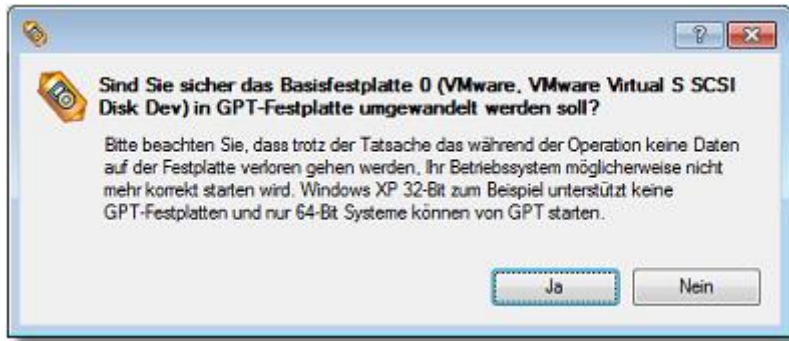 Sind Sie sicher das Basisfestplatte 0 (VMware, VMware Virtual S SCSI
Disk Dev) in GPT-Festplatte umgewandelt werden soll?
Bitte beachten Sie, dass trotz der Tatsache das während der Operation keine Daten
auf der Festplatte verloren gehen werden, Ihr Betriebssystem möglicherweise nicht
mehr korrekt starten wird. Windows XP 32-Bit zum Beispiel unterstützt keine
GPT-Festplatten und nur 64-Bit Systeme können von GPT starten.
Ja
Nein